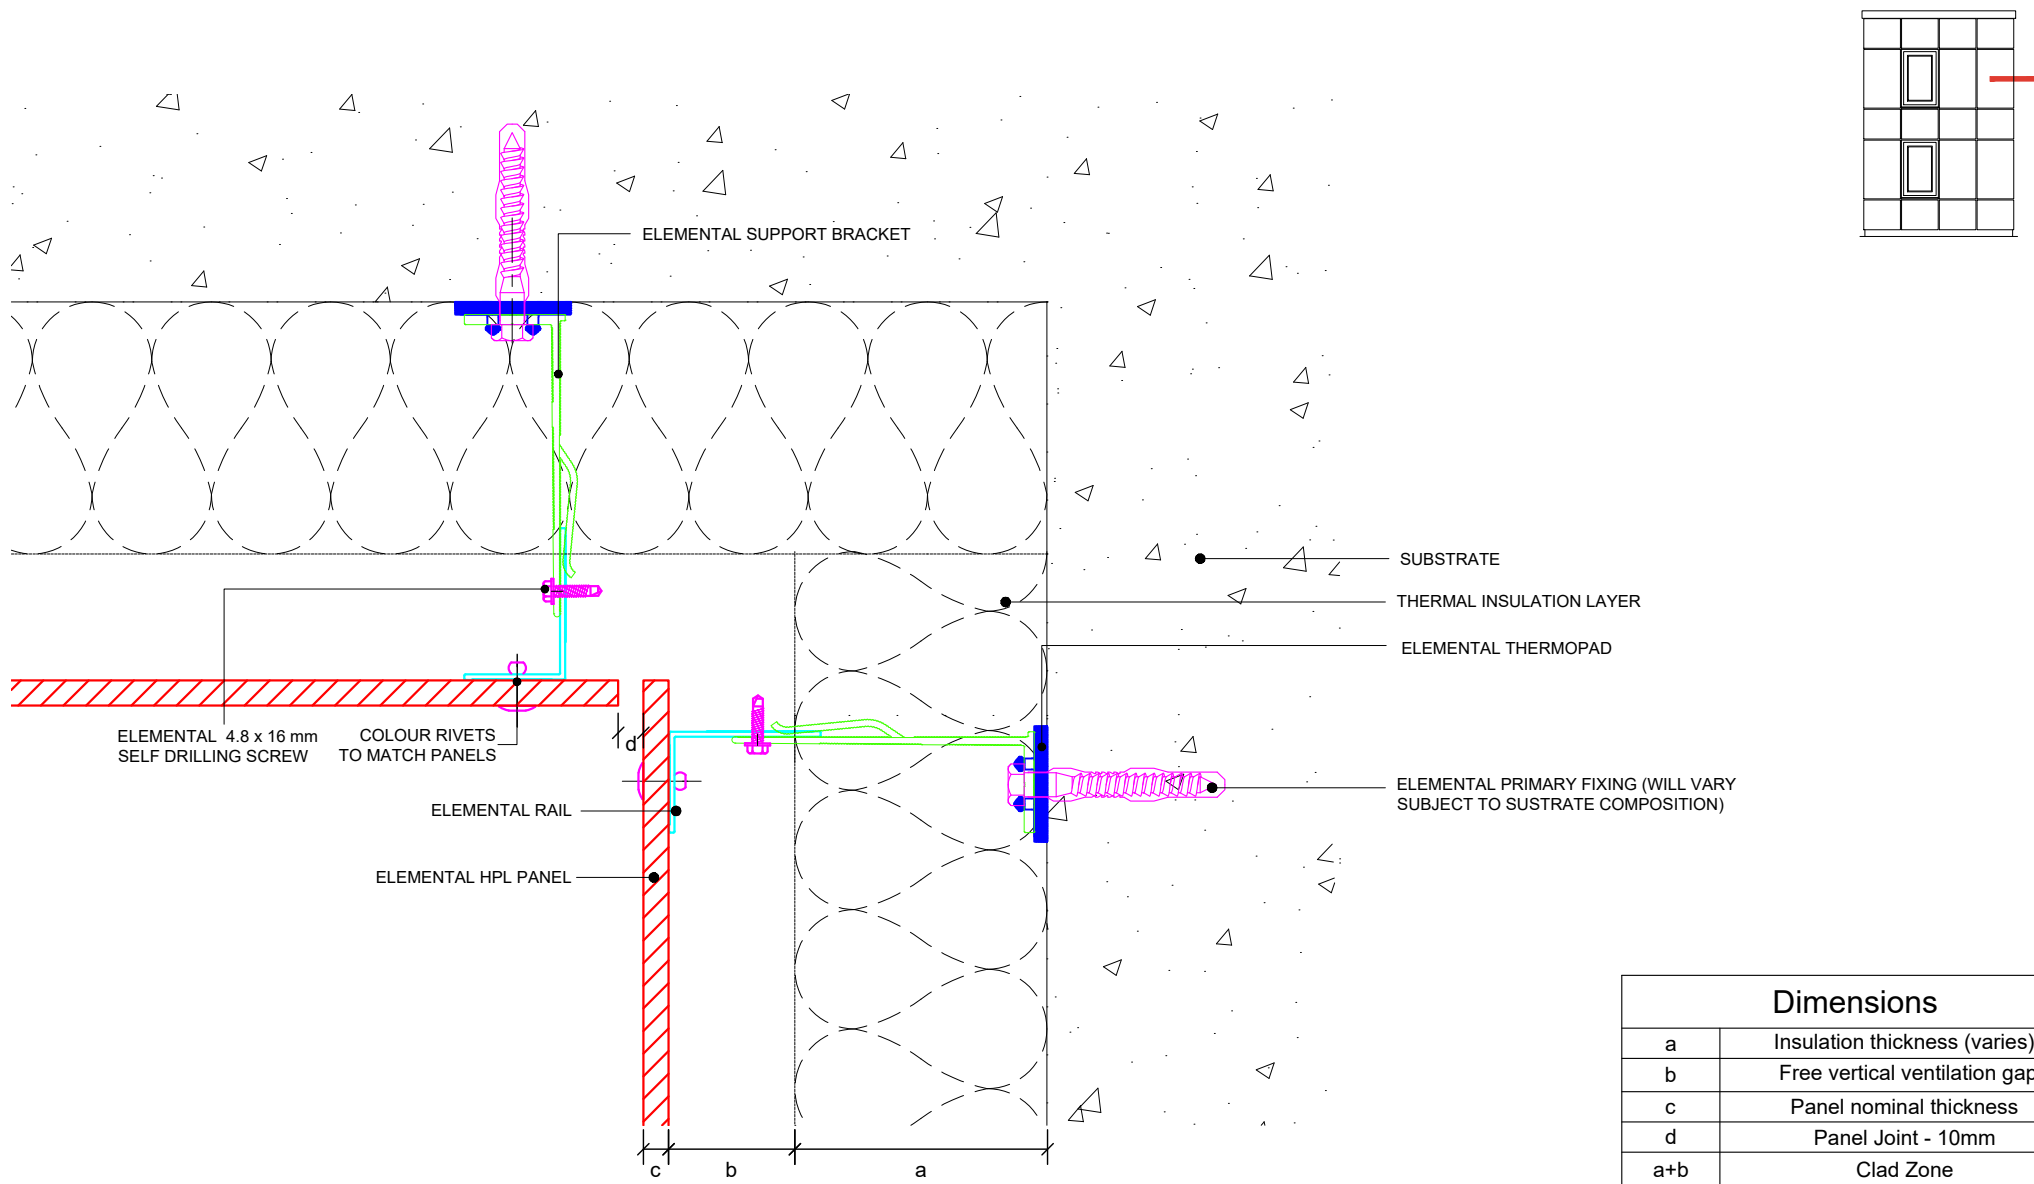 ELEMENTAL SUPPORT BRACKET
SUBSTRATE
THERMAL INSULATION LAYER
ELEMENTAL THERMOPAD
ELEMENTAL 4.8 x 16 mm
SELF DRILLING SCREW
COLOUR RIVETS
TO MATCH PANELS
d
ELEMENTAL RAIL
ELEMENTAL PRIMARY FIXING (WILL VARY
SUBJECT TO SUSTRATE COMPOSITION)
ELEMENTAL HPL PANEL
c b a
Dimensions
a Insulation thickness (varies)
b Free vertical ventilation gap
c Panel nominal thickness
d Panel Joint - 10mm
a+b Clad Zone